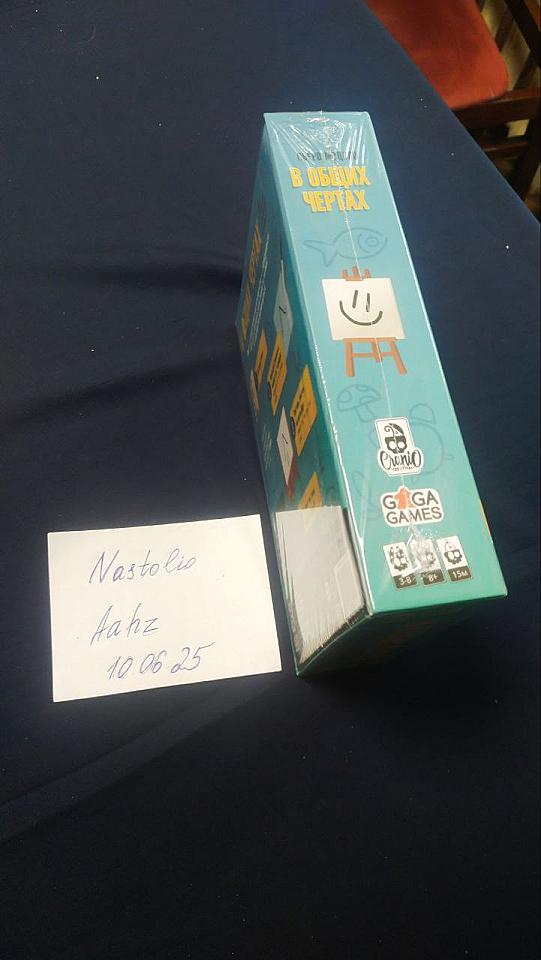 В ОБЩИХ
ЧЕРТАХ
Cranio
GAGA
GAMES
3-8 8+ 15м
Nastolio
Aahz
10.06.25